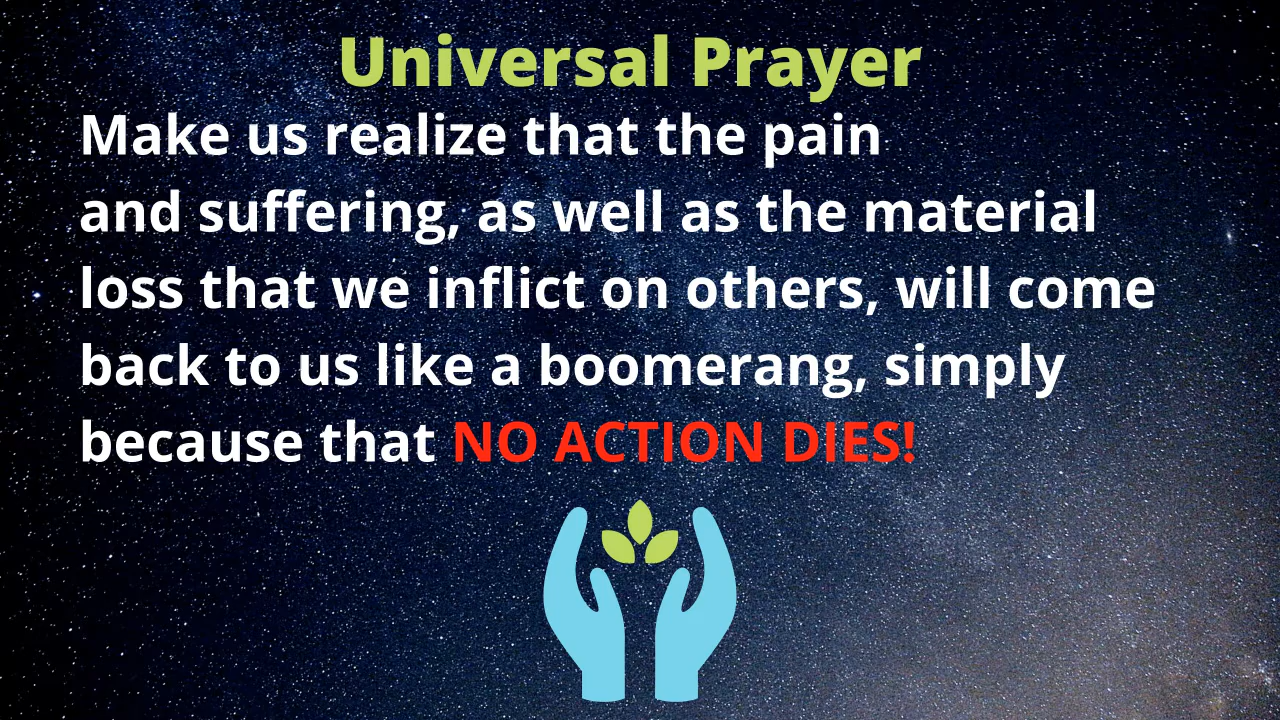 Universal Prayer
Make us realize that the pain
and suffering, as well as the material
loss that we inflict on others, will come
back to us like a boomerang, simply
because that NO ACTION DIES!